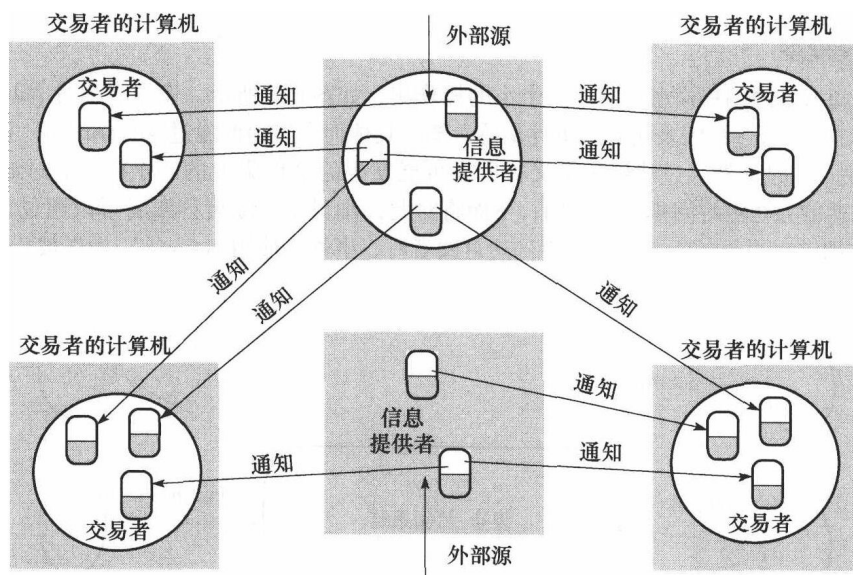 交易者的计算机
外部源
交易者的计算机
交易者
通知
通知
交易者
通知
信息
提供者
通知
通知
通知
通知
交易者的计算机
交易者的计算机
信息
提供者
通知
通知
通知
交易者
外部源
交易者